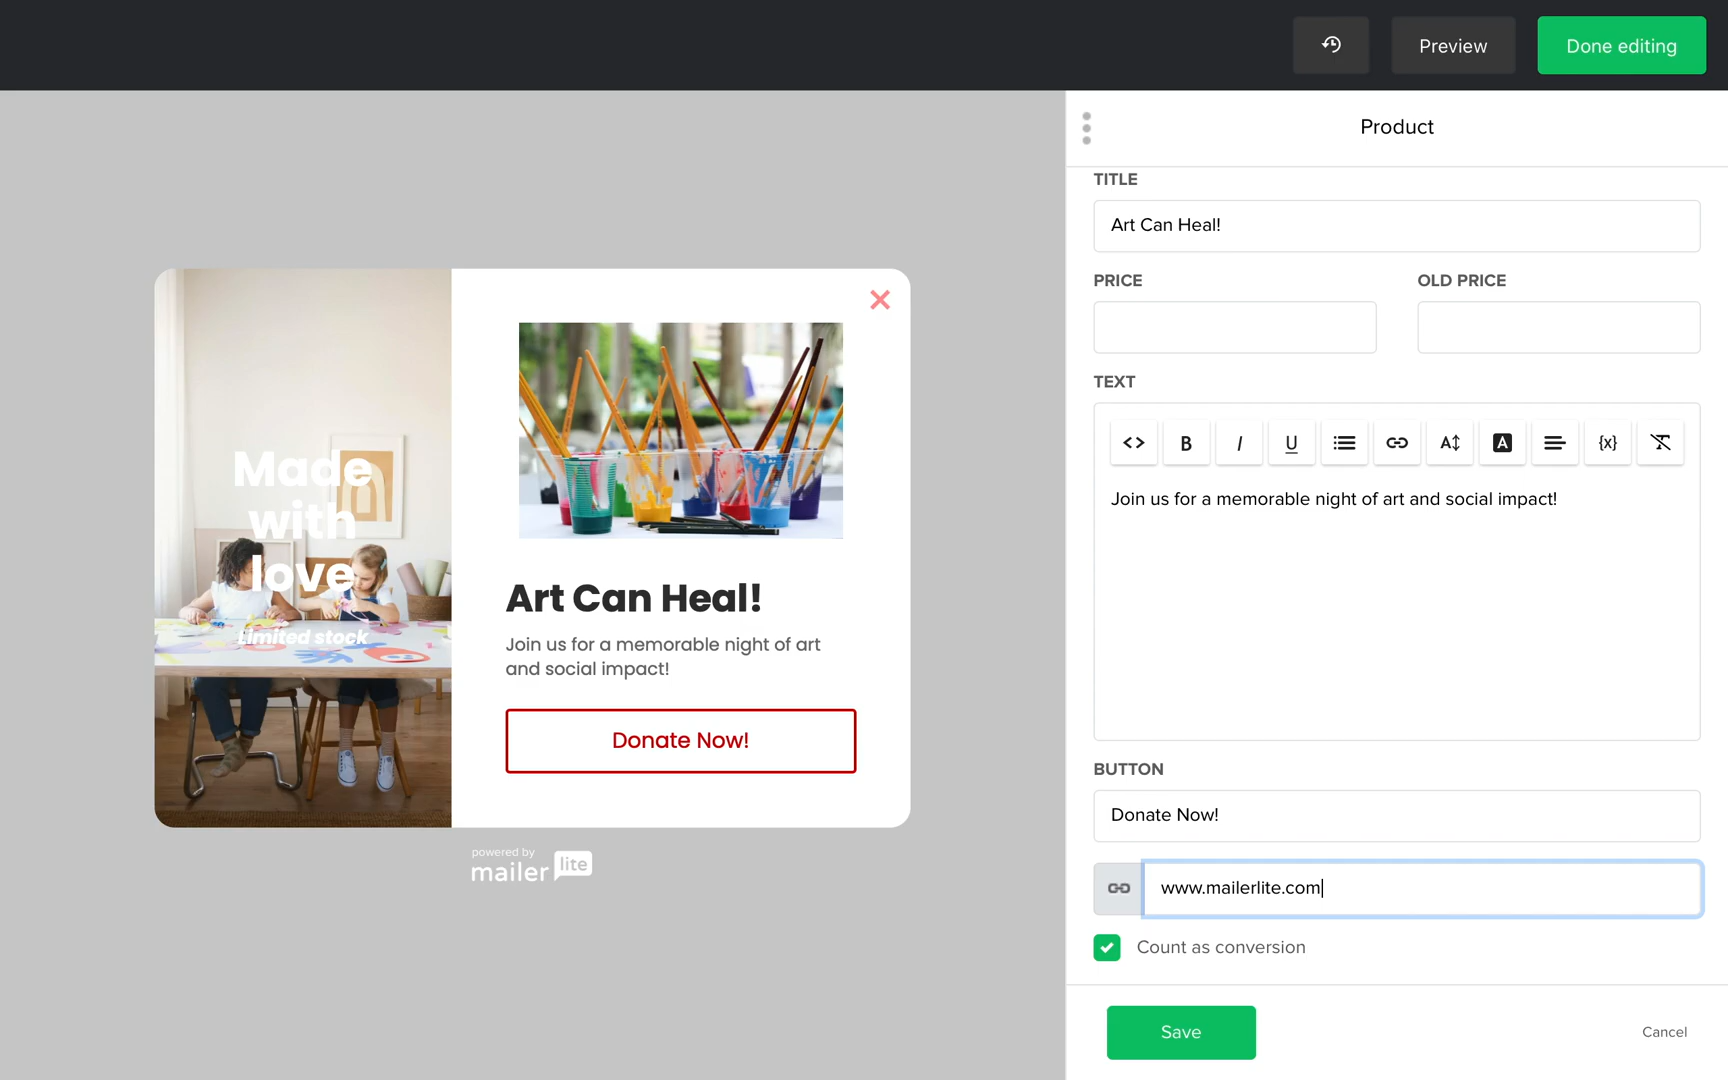 Preview
Done editing
Product
TITLE
Art Can Heal!
PRICE
OLD PRICE
TEXT
B I U A A {x}
Join us for a memorable night of art and social impact!
BUTTON
Donate Now!
www.mailerlite.com
Count as conversion
Save
Cancel
Made
with
love
Limited stock
Art Can Heal!
Join us for a memorable night of art
and social impact!
Donate Now!
powered by
mailer lite